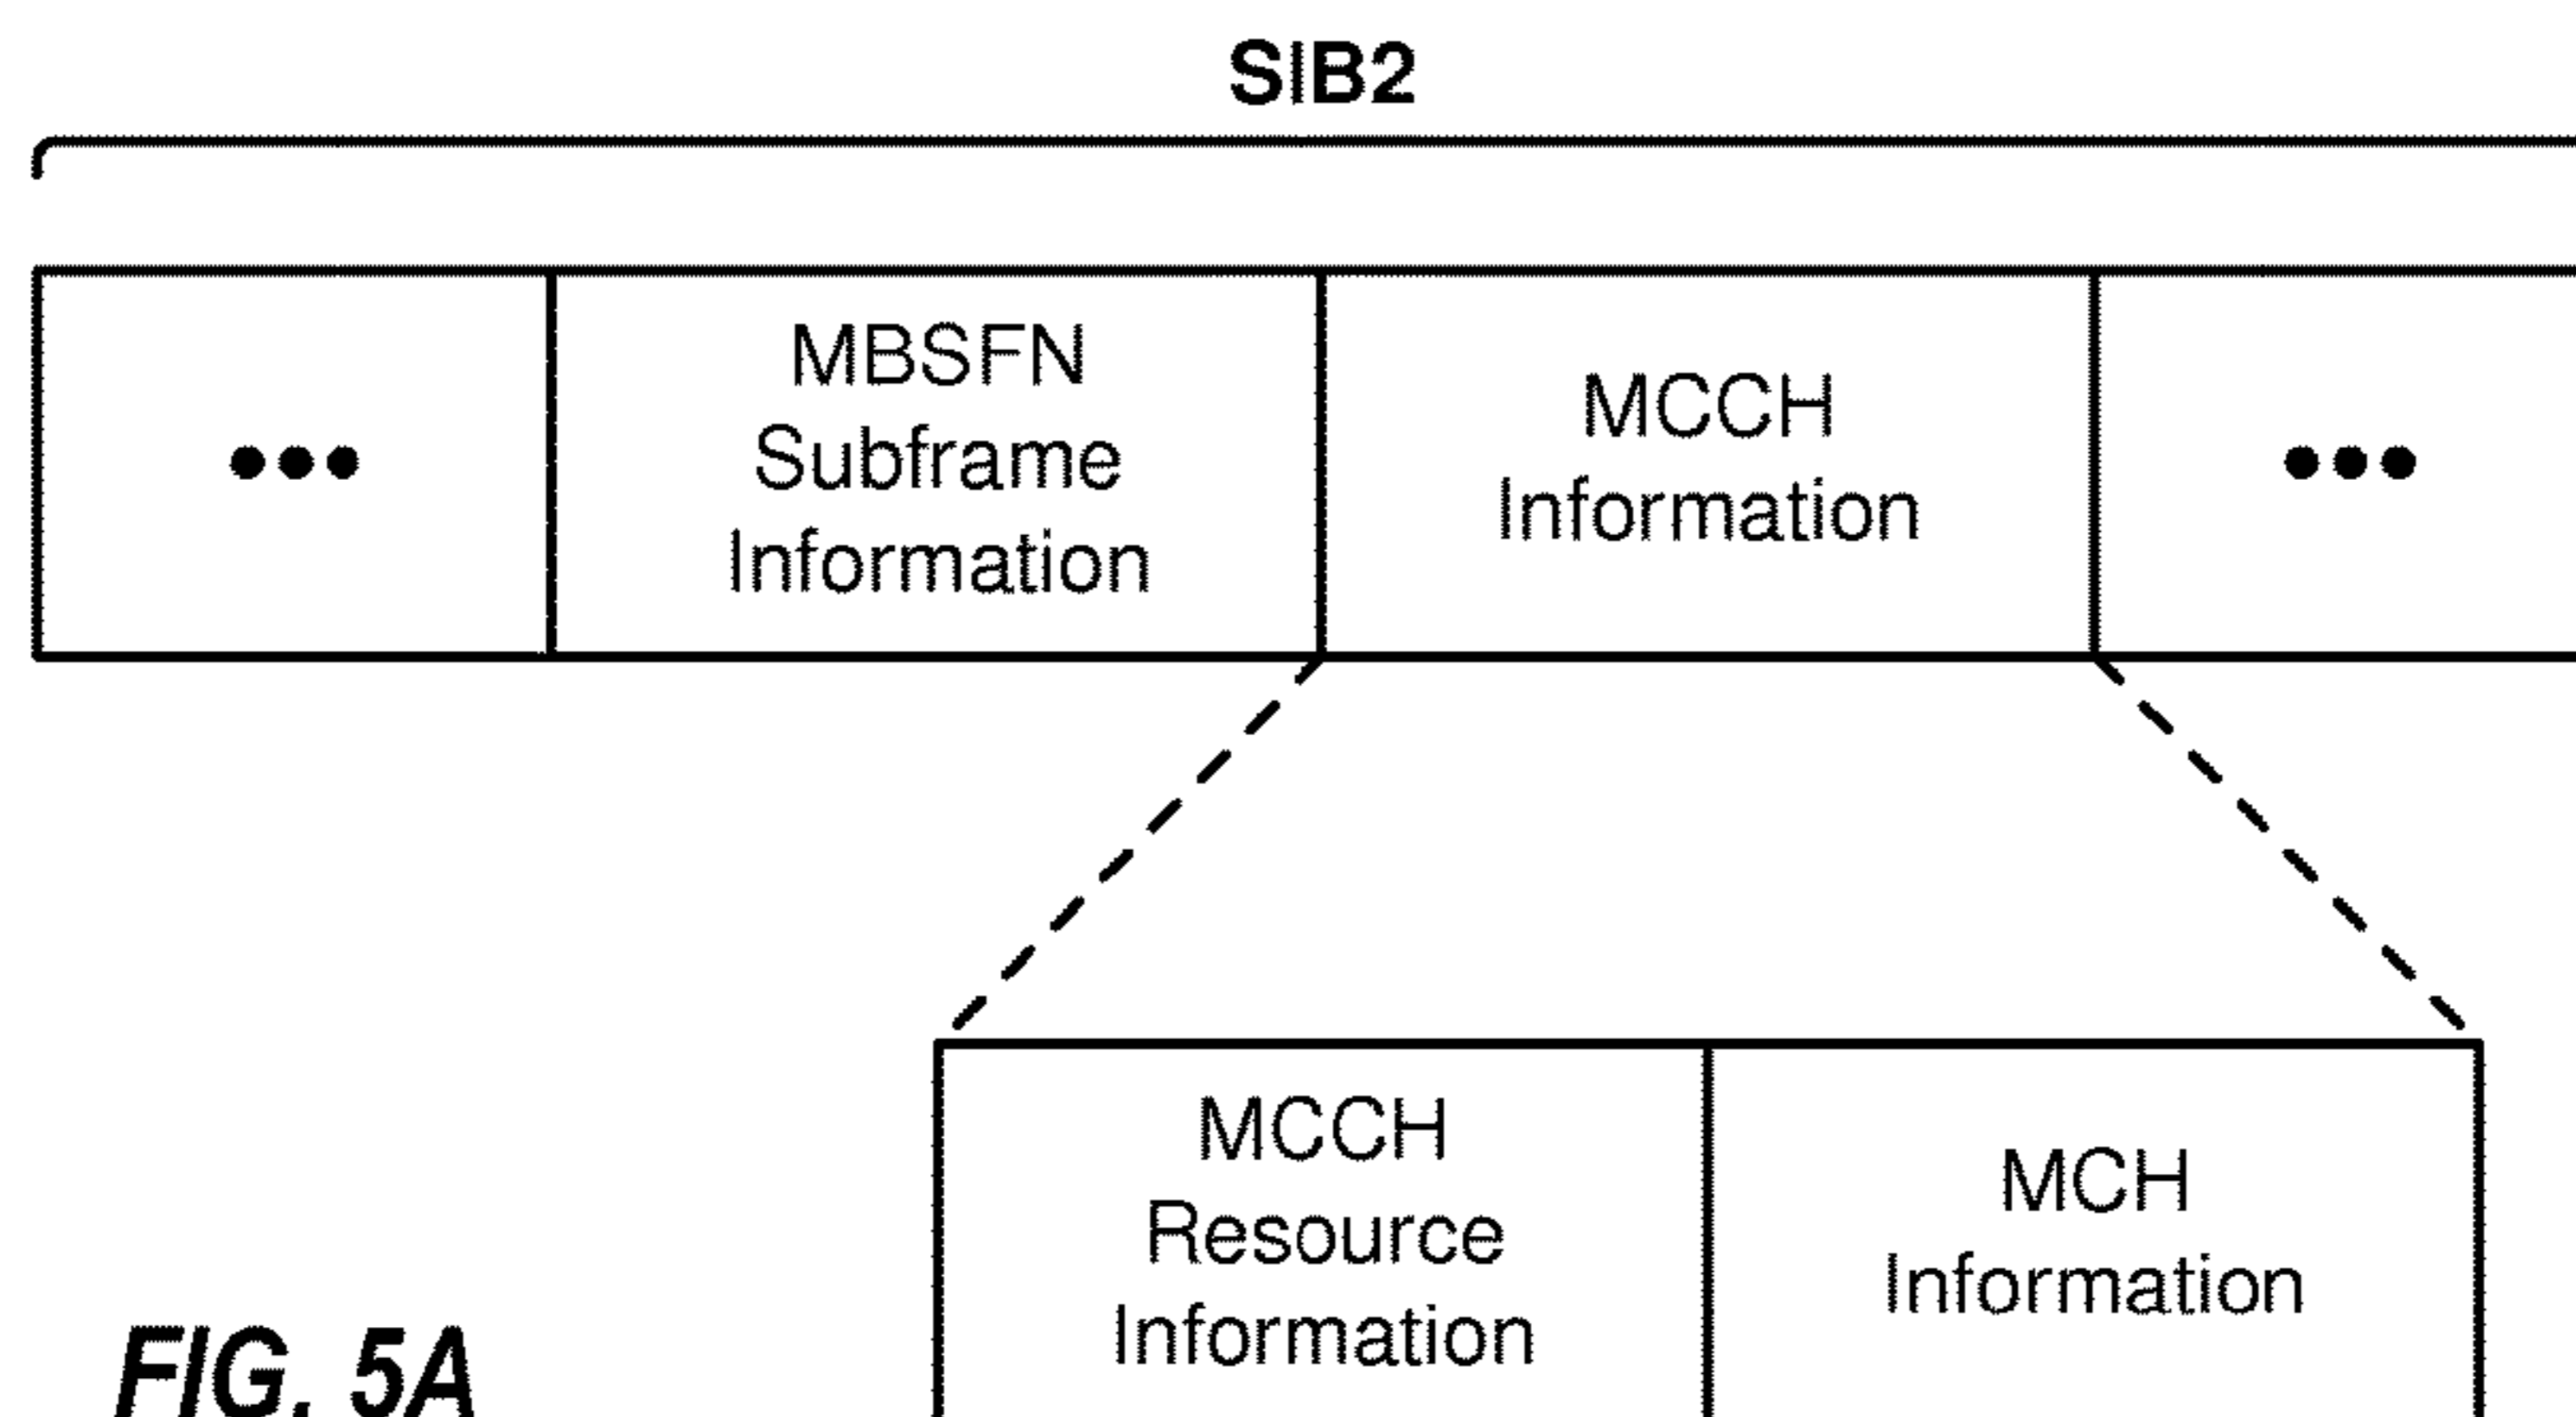 SIB2
•••
MBSFN
Subframe
Information
MCCH
Information
•••
MCCH
Resource
Information
MCH
Information
FIG. 5A